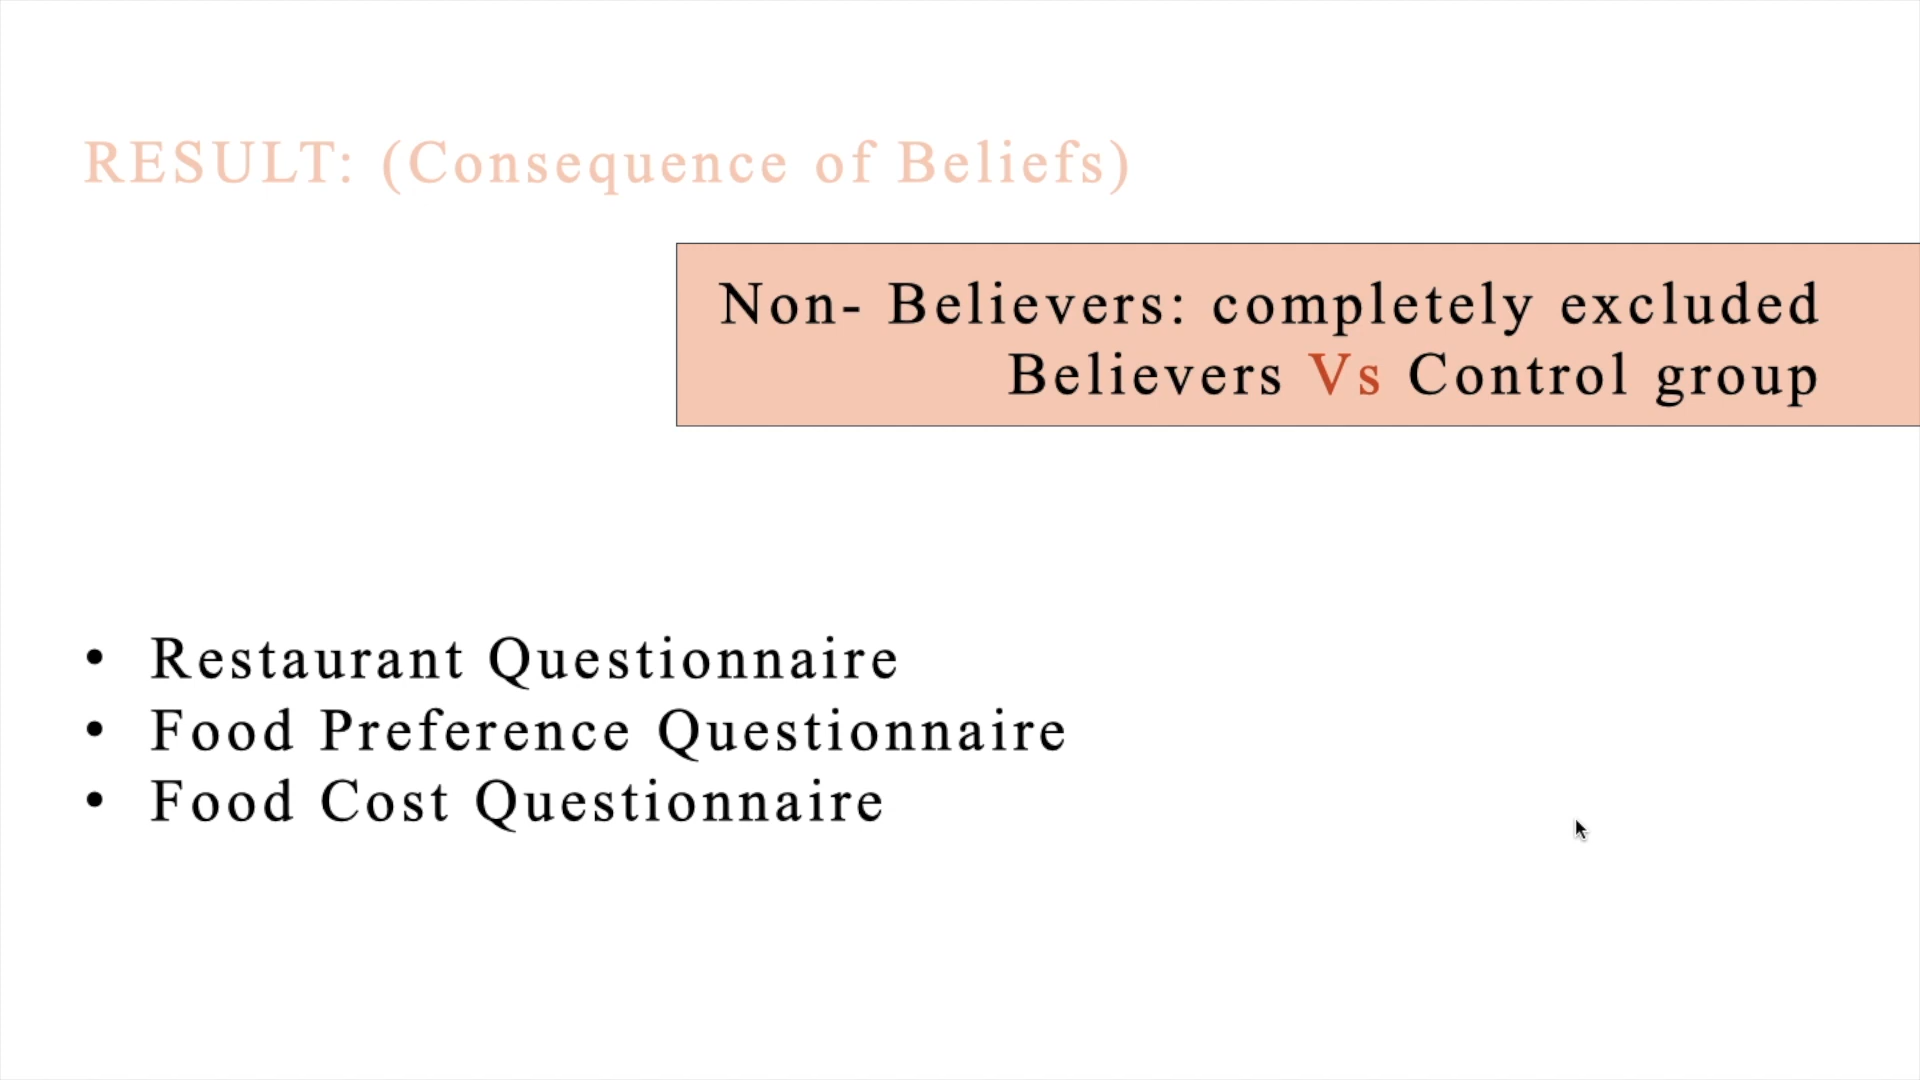 RESULT: (Consequence of Beliefs)
Non- Believers: completely excluded
Believers Vs Control group
• Restaurant Questionnaire
• Food Preference Questionnaire
• Food Cost Questionnaire